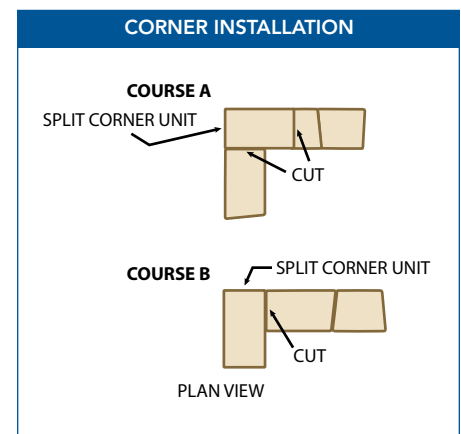 CORNER INSTALLATION
COURSE A
SPLIT CORNER UNIT
CUT
COURSE B
SPLIT CORNER UNIT
CUT
PLAN VIEW